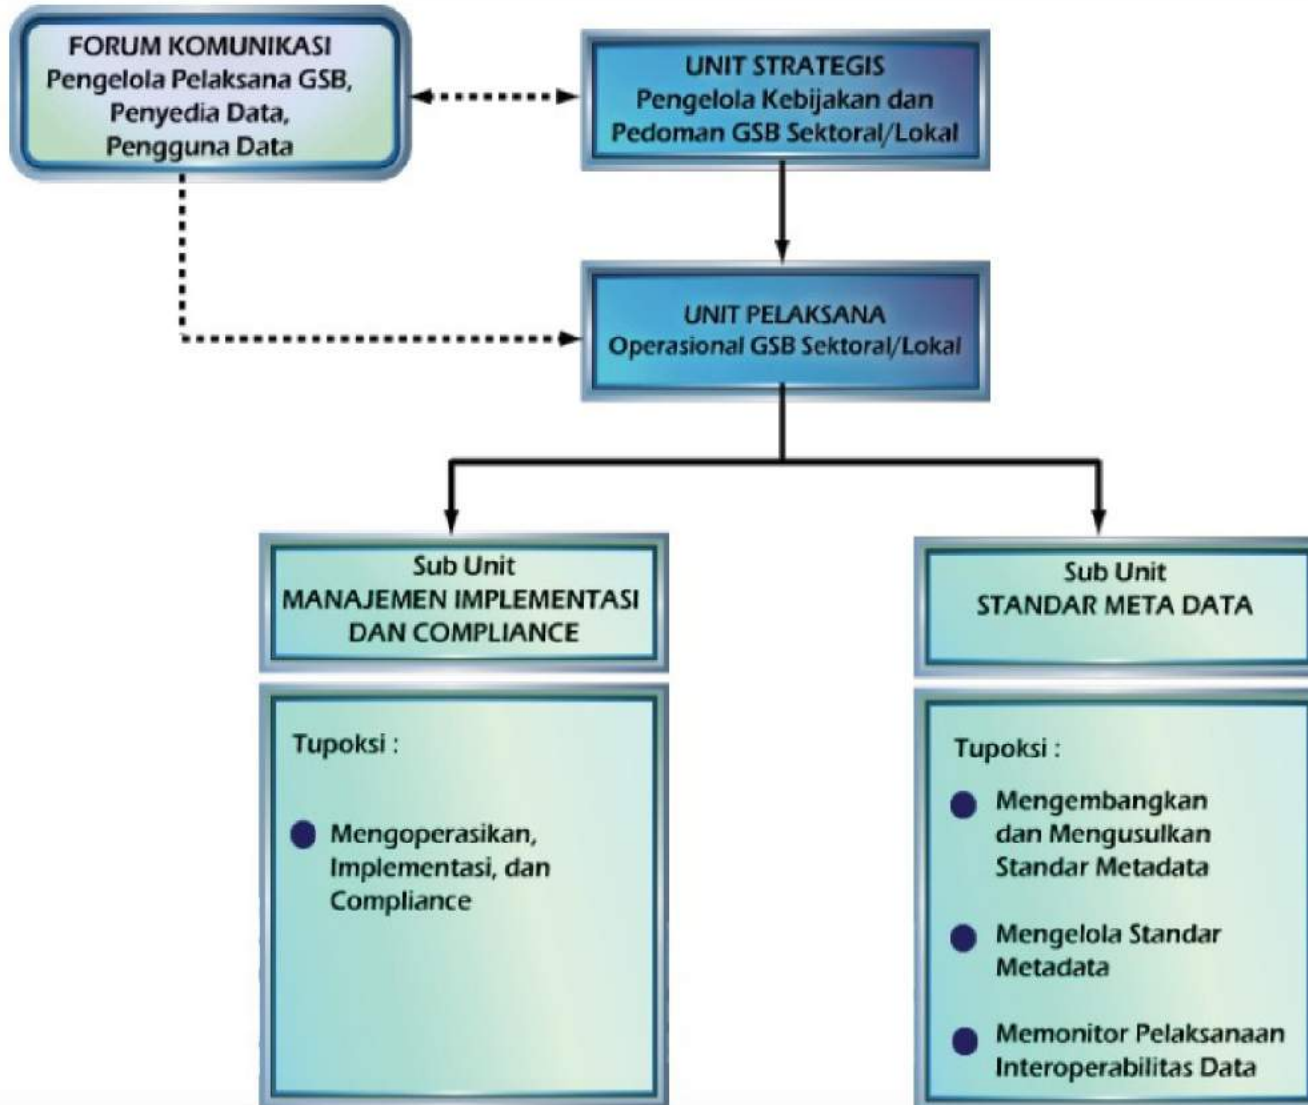 FORUM KOMUNIKASI
Pengelola Pelaksana GSB,
Penyedia Data,
Pengguna Data
UNIT STRATEGIS
Pengelola Kebijakan dan
Pedoman GSB Sektoral/Lokal
UNIT PELAKSANA
Operasional GSB Sektoral/Lokal
Sub Unit
MANAJEMEN IMPLEMENTASI
DAN COMPLIANCE
Tupoksi :
Mengoperasikan,
Implementasi, dan
Compliance
Sub Unit
STANDAR META DATA
Tupoksi :
Mengembangkan
dan Mengusulkan
Standar Metadata
Mengelola Standar
Metadata
Memonitor Pelaksanaan
Interoperabilitas Data